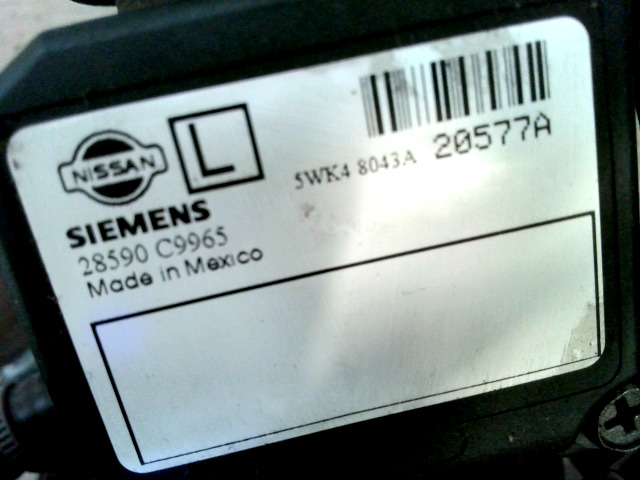 NISSAN
L
5WK4 8043A 20577A
SIEMENS
28590 C9965
Made in Mexico